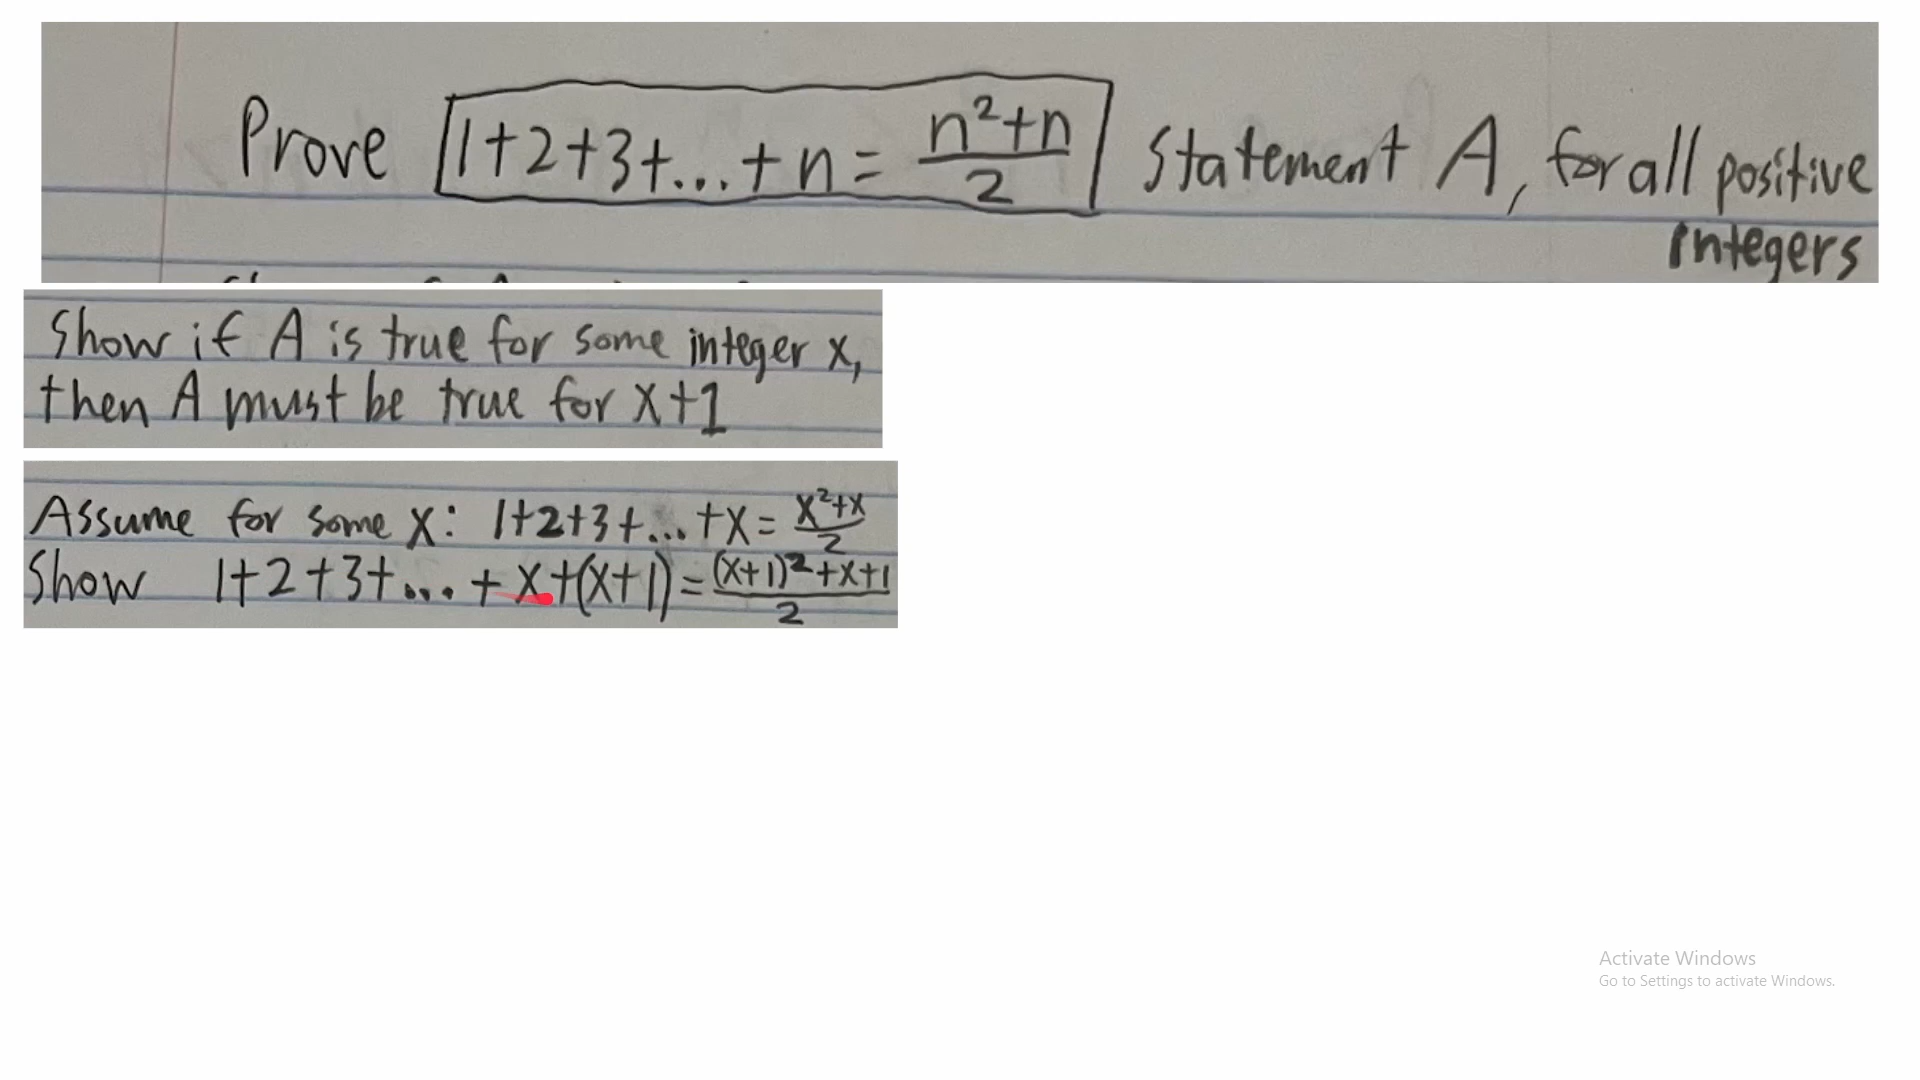 Prove 1+2+3+...+n = (n²+n)/2 Statement A, for all positive
integers
Show if A is true for some integer x,
then A must be true for x+1
Assume for some x: 1+2+3+...+x = (x²+x)/2
Show 1+2+3+...+x+(x+1) = ((x+1)²+x+1)/2
Activate Windows
Go to Settings to activate Windows.